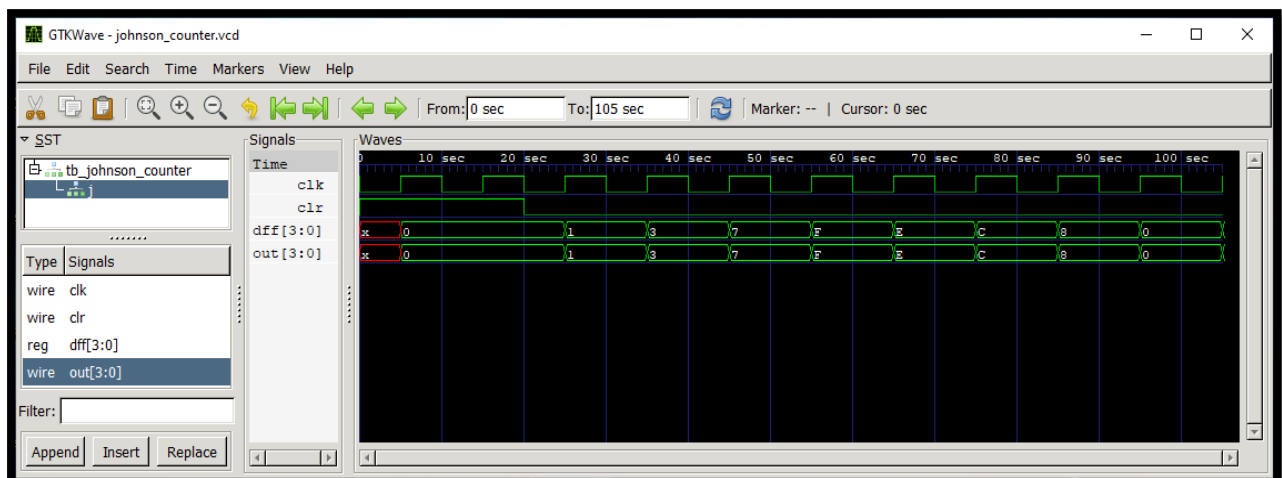 GTKWave - johnson_counter.vcd
File Edit Search Time Markers View Help
From: 0 sec To: 105 sec Marker: -- | Cursor: 0 sec
SST
tb_johnson_counter
j
Type Signals
wire clk
wire clr
reg dff[3:0]
wire out[3:0]
Filter:
Append Insert Replace
Signals
Time
clk
clr
dff[3:0]
out[3:0]
Waves
0 10 sec 20 sec 30 sec 40 sec 50 sec 60 sec 70 sec 80 sec 90 sec 100 sec
x 0 1 3 7 F E C 8 0
x 0 1 3 7 F E C 8 0